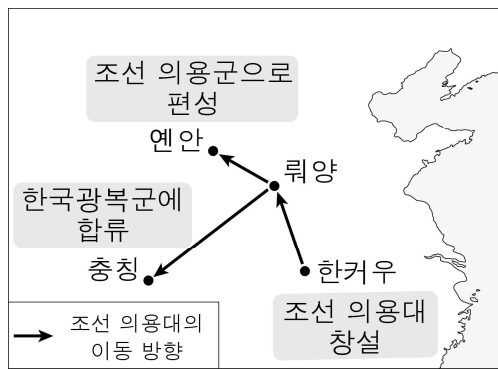 조선 의용군으로
편성
옌안
뤄양
한국광복군에
합류
충칭
한커우
조선 의용대
창설
조선 의용대의
이동 방향